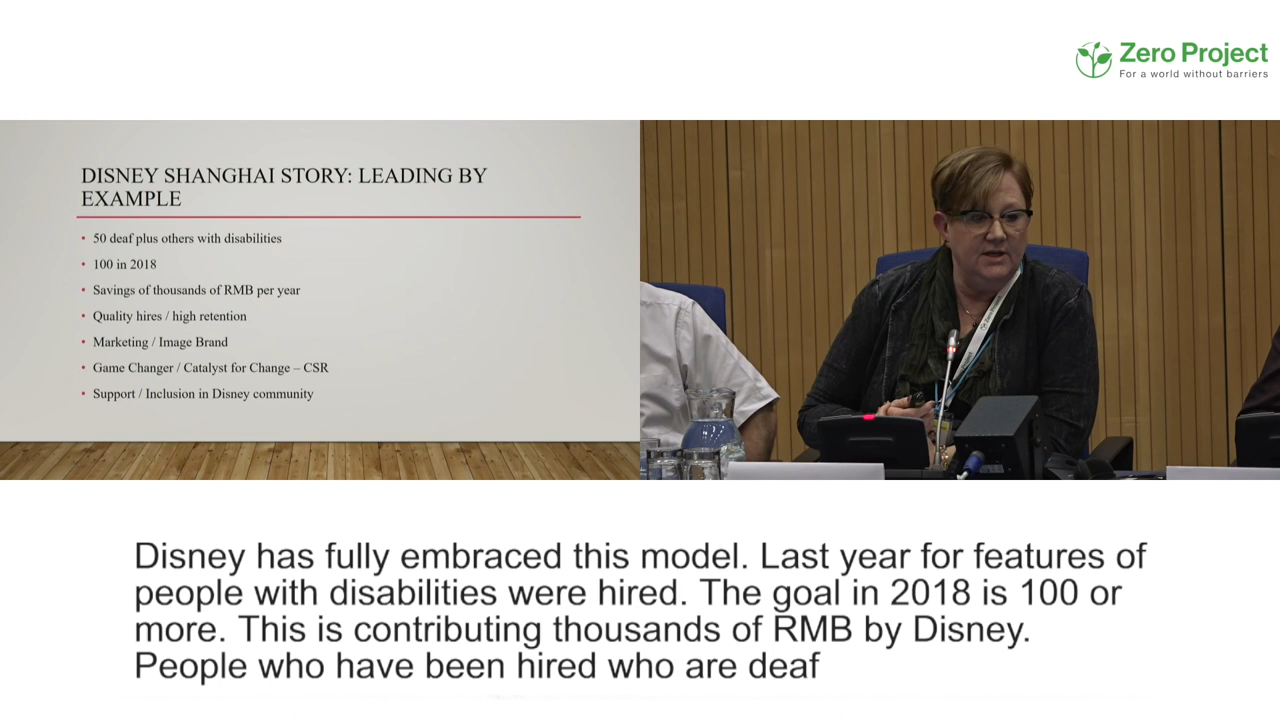 Zero Project
For a world without barriers
DISNEY SHANGHAI STORY: LEADING BY
EXAMPLE
• 50 deaf plus others with disabilities
• 100 in 2018
• Savings of thousands of RMB per year
• Quality hires / high retention
• Marketing / Image Brand
• Game Changer / Catalyst for Change – CSR
• Support / Inclusion in Disney community
Disney has fully embraced this model. Last year for features of
people with disabilities were hired. The goal in 2018 is 100 or
more. This is contributing thousands of RMB by Disney.
People who have been hired who are deaf